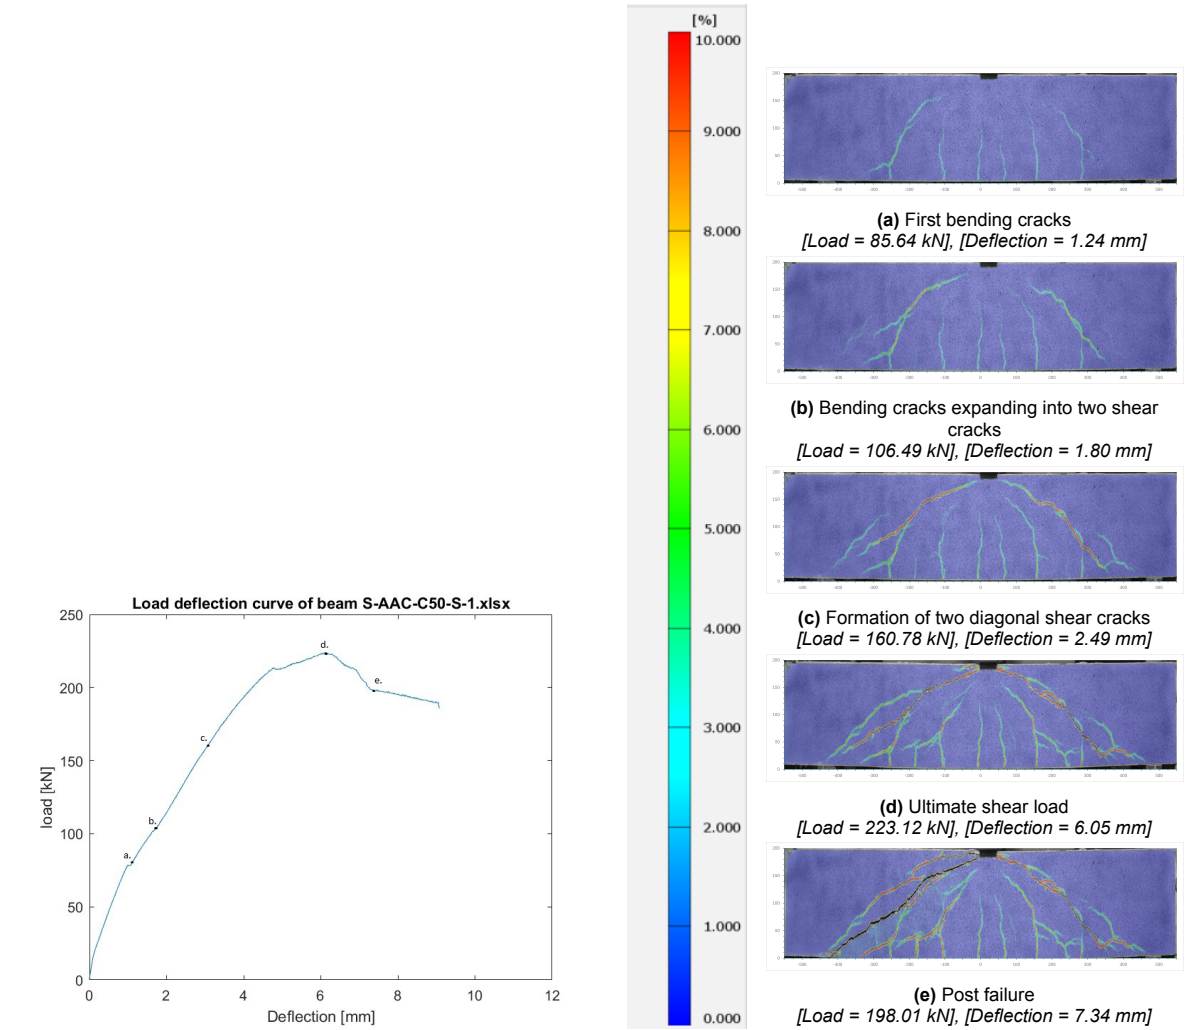 Load deflection curve of beam S-AAC-C50-S-1.xlsx
250
200
150
100
50
0
load [kN]
a.
b.
c.
d.
e.
0 2 4 6 8 10 12
Deflection [mm]
[%]
10.000
9.000
8.000
7.000
6.000
5.000
4.000
3.000
2.000
1.000
0.000
(a) First bending cracks
[Load = 85.64 kN], [Deflection = 1.24 mm]
(b) Bending cracks expanding into two shear
cracks
[Load = 106.49 kN], [Deflection = 1.80 mm]
(c) Formation of two diagonal shear cracks
[Load = 160.78 kN], [Deflection = 2.49 mm]
(d) Ultimate shear load
[Load = 223.12 kN], [Deflection = 6.05 mm]
(e) Post failure
[Load = 198.01 kN], [Deflection = 7.34 mm]